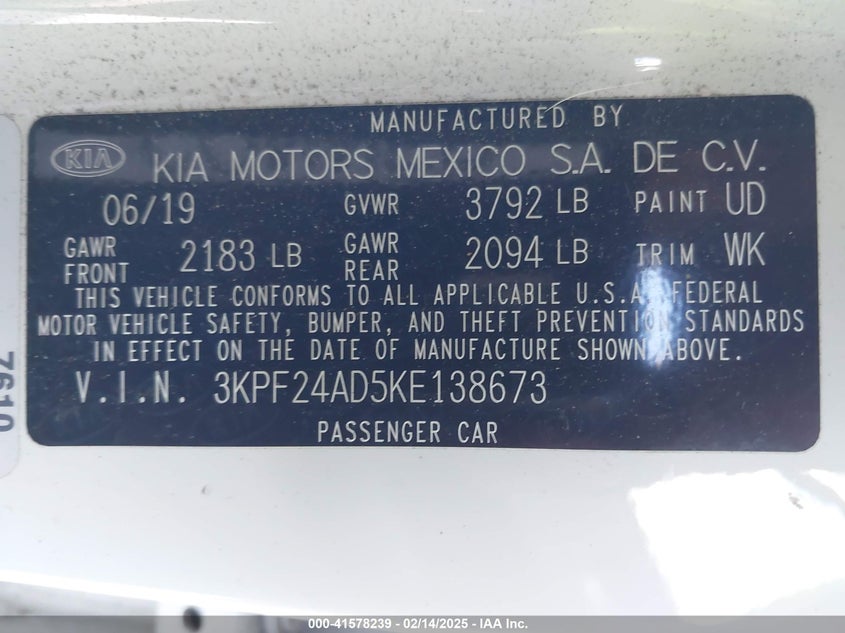 MANUFACTURED BY
KIA KIA MOTORS MEXICO S.A. DE C.V.
06/19 GVWR 3792 LB PAINT UD
GAWR FRONT 2183 LB GAWR REAR 2094 LB TRIM WK
THIS VEHICLE CONFORMS TO ALL APPLICABLE U.S.A. FEDERAL
MOTOR VEHICLE SAFETY, BUMPER, AND THEFT PREVENTION STANDARDS
IN EFFECT ON THE DATE OF MANUFACTURE SHOWN ABOVE.
V.I.N. 3KPF24AD5KE138673
PASSENGER CAR
000-41578239 - 02/14/2025 - IAA Inc.